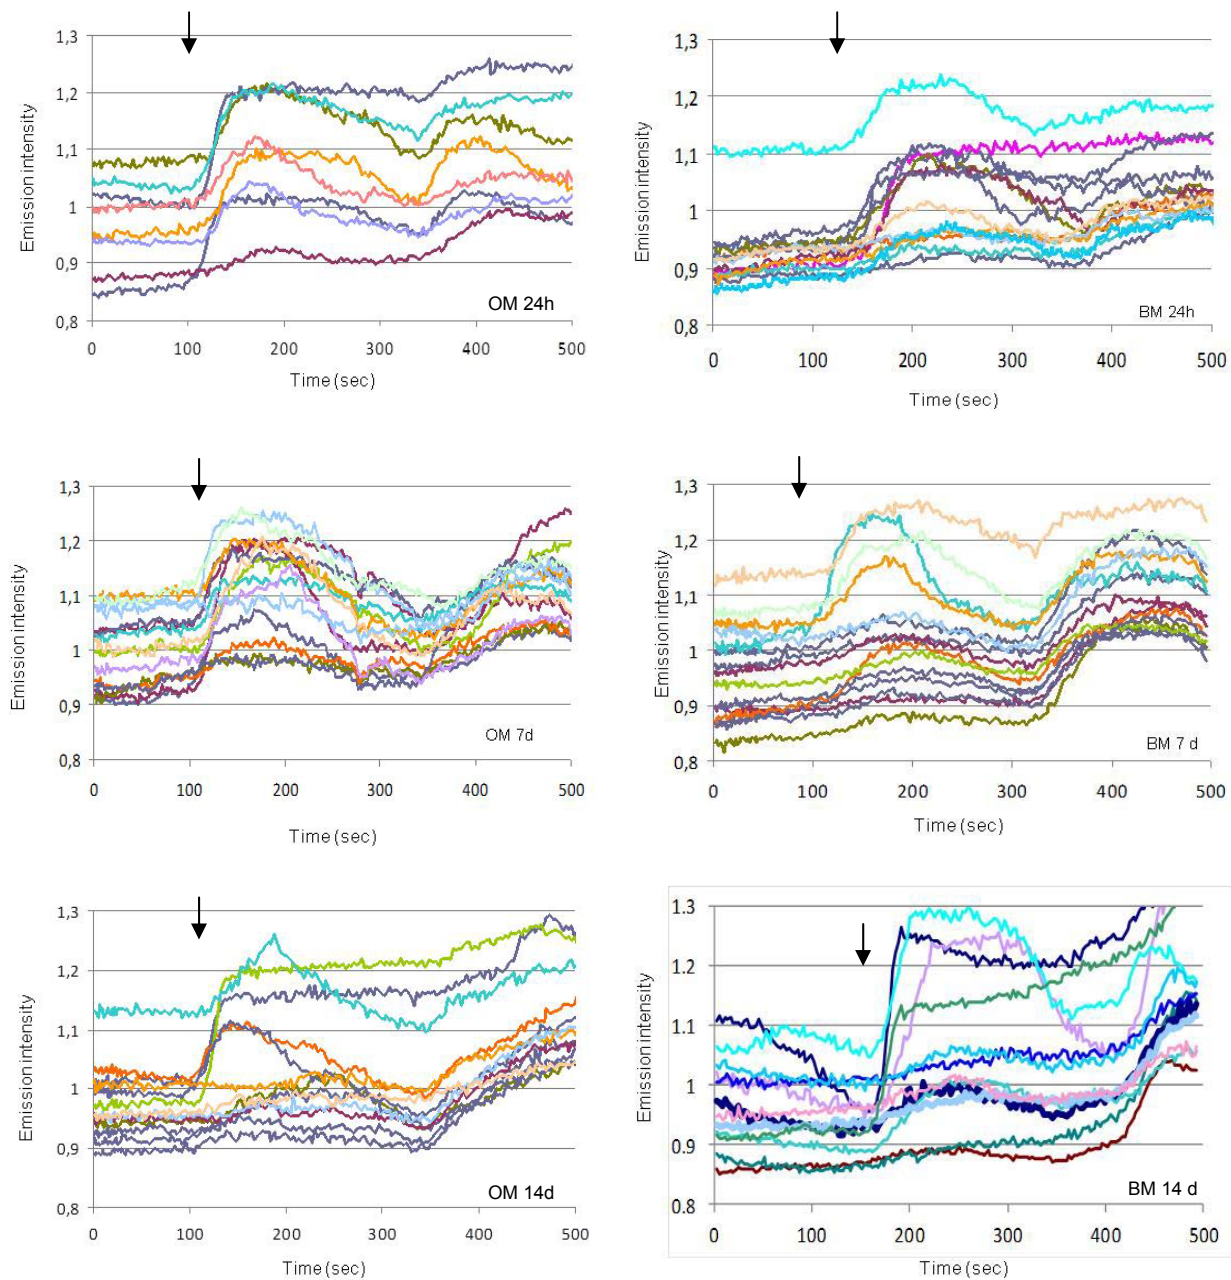 1,3
1,2
1,1
1
0,9
0,8
Emission intensity
0 100 200 300 400 500
Time (sec)
OM 24h
1,3
1,2
1,1
1
0,9
0,8
Emission intensity
0 100 200 300 400 500
Time (sec)
BM 24h
1,3
1,2
1,1
1
0,9
0,8
Emission intensity
0 100 200 300 400 500
Time (sec)
OM 7d
1,3
1,2
1,1
1
0,9
0,8
Emission intensity
0 100 200 300 400 500
Time (sec)
BM 7 d
1,3
1,2
1,1
1
0,9
0,8
Emission intensity
0 100 200 300 400 500
Time (sec)
OM 14d
1.3
1.2
1.1
1
0.9
0.8
Emission intensity
0 100 200 300 400 500
Time (sec)
BM 14 d